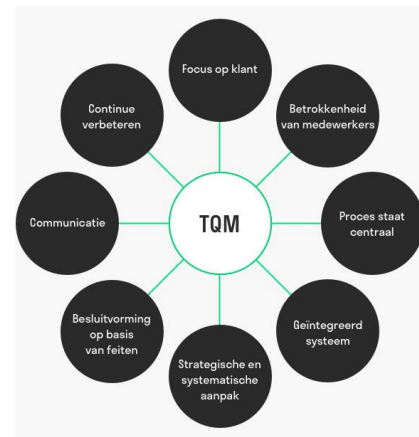 Focus op klant
Betrokkenheid
van medewerkers
Proces staat
centraal
Geïntegreerd
systeem
Strategische en
systematische
aanpak
Besluitvorming
op basis
van feiten
Communicatie
Continue
verbeteren
TQM